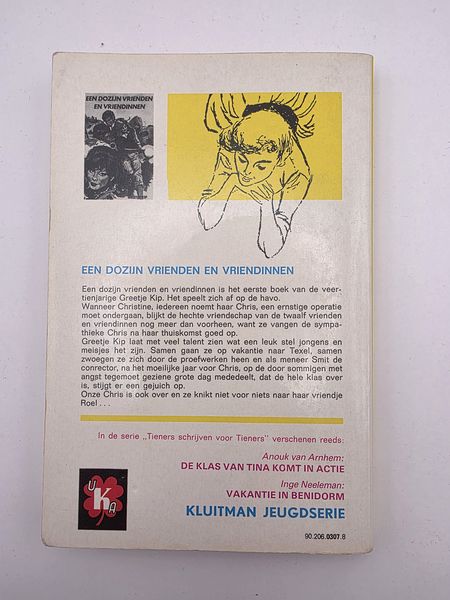 EEN DOZIJN VRIENDEN
EN VRIENDINNEN
EEN DOZIJN VRIENDEN EN VRIENDINNEN
Een dozijn vrienden en vriendinnen is het eerste boek van de veer-
tienjarige Greetje Kip. Het speelt zich af op de havo.
Wanneer Christine, iedereen noemt haar Chris, een ernstige operatie
moet ondergaan, blijkt de hechte vriendschap van de twaalf vrienden
en vriendinnen nog meer dan voorheen, want ze vangen de sympa-
thieke Chris na haar thuiskomst goed op.
Greetje Kip laat met veel talent zien wat een leuk stel jongens en
meisjes het zijn. Samen gaan ze op vakantie naar Texel, samen
zwoegen ze zich door de proefwerken heen en als meneer Smit de
conrector, na het moeilijke jaar voor Chris, op de door sommigen met
angst tegemoet geziene grote dag mededeelt, dat de hele klas over
is, stijgt er een gejuich op.
Onze Chris is ook over en ze knikt niet voor niets naar haar vriendje
Roel . . .
In de serie „Tieners schrijven voor Tieners" verschenen reeds:
Anouk van Arnhem:
DE KLAS VAN TINA KOMT IN ACTIE
Inge Neeleman:
VAKANTIE IN BENIDORM
KLUITMAN JEUGDSERIE
U K A
90.206.0307.8